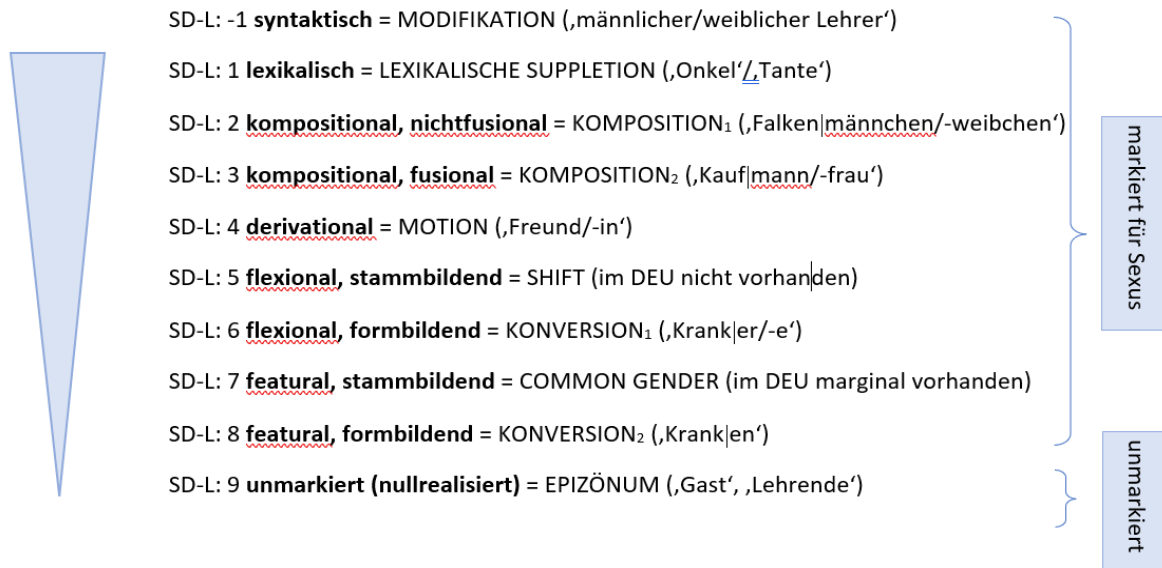 SD-L: -1 syntaktisch = MODIFIKATION (‚männlicher/weiblicher Lehrer‘)
SD-L: 1 lexikalisch = LEXIKALISCHE SUPPLETION (‚Onkel‘/‚Tante‘)
SD-L: 2 kompositional, nichtfusional = KOMPOSITION₁ (‚Falken|männchen/-weibchen‘)
SD-L: 3 kompositional, fusional = KOMPOSITION₂ (‚Kauf|mann/-frau‘)
SD-L: 4 derivational = MOTION (‚Freund/-in‘)
SD-L: 5 flexional, stammbildend = SHIFT (im DEU nicht vorhanden)
SD-L: 6 flexional, formbildend = KONVERSION₁ (‚Krank|er/-e‘)
SD-L: 7 featural, stammbildend = COMMON GENDER (im DEU marginal vorhanden)
SD-L: 8 featural, formbildend = KONVERSION₂ (‚Krank|en‘)
SD-L: 9 unmarkiert (nullrealisiert) = EPIZÖNUM (‚Gast‘, ‚Lehrende‘)
markiert für Sexus
unmarkiert